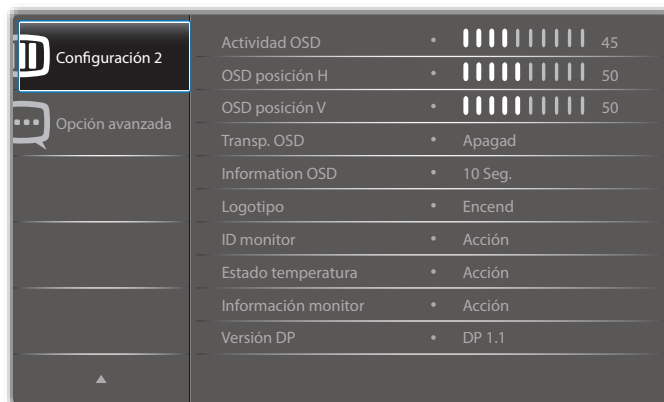 Configuración 2
Opción avanzada
Actividad OSD • 45
OSD posición H • 50
OSD posición V • 50
Transp. OSD • Apagad
Information OSD • 10 Seg.
Logotipo • Encend
ID monitor • Acción
Estado temperatura • Acción
Información monitor • Acción
Versión DP • DP 1.1